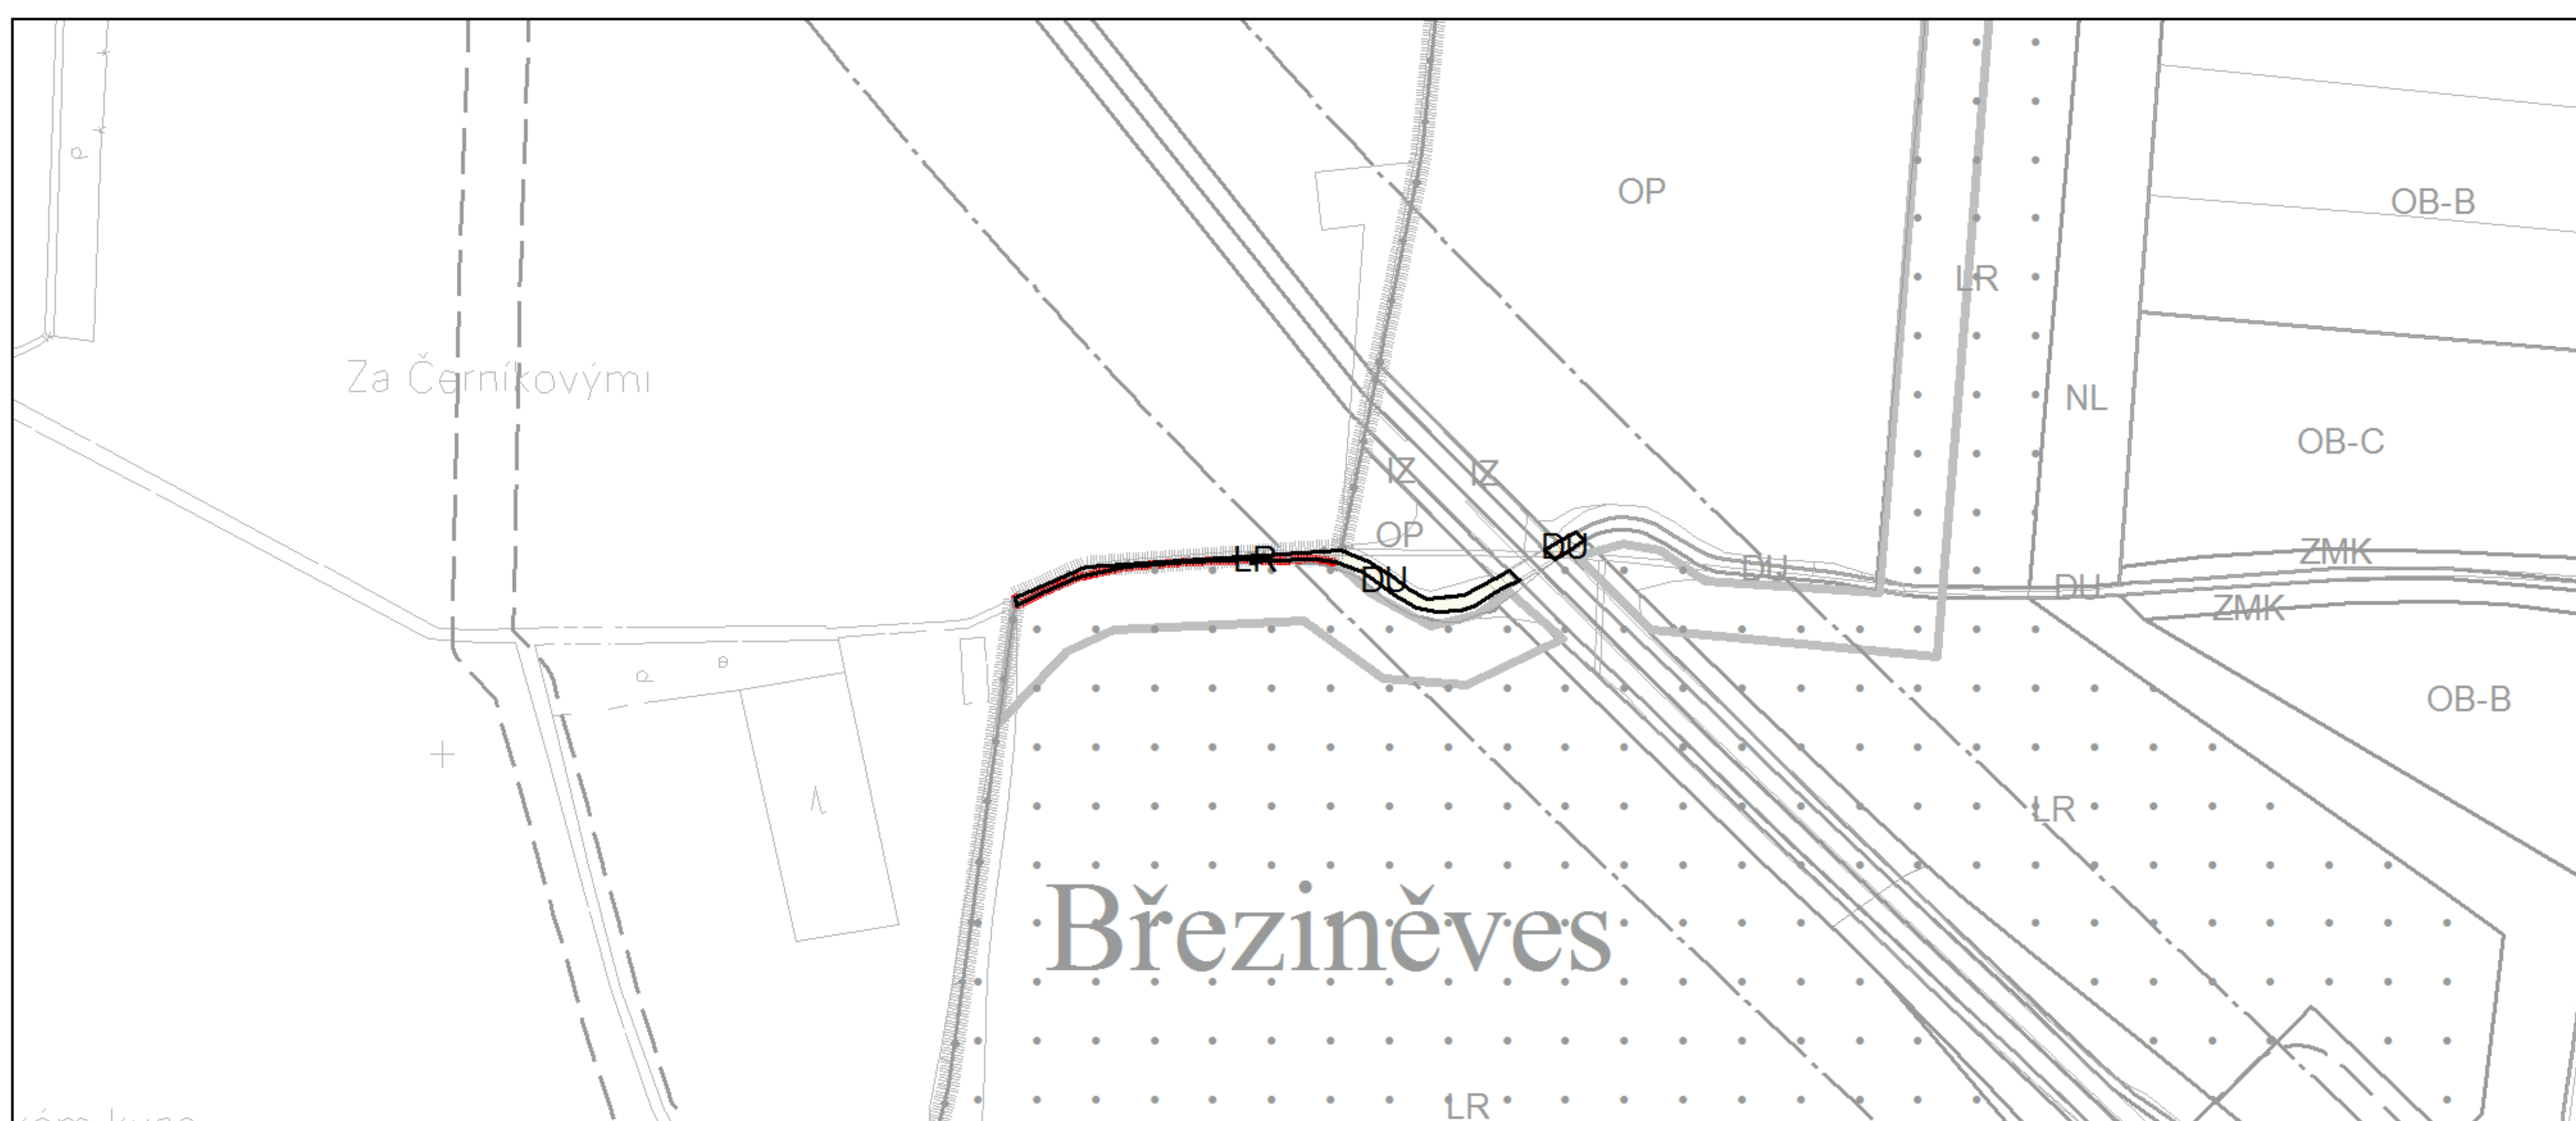 OP
OB-B
LR
Za Černíkovými
NL
OB-C
IZ
IZ
OP
LR
DU
DU
DU
DU
ZMK
ZMK
OB-B
LR
Březiněves
LR